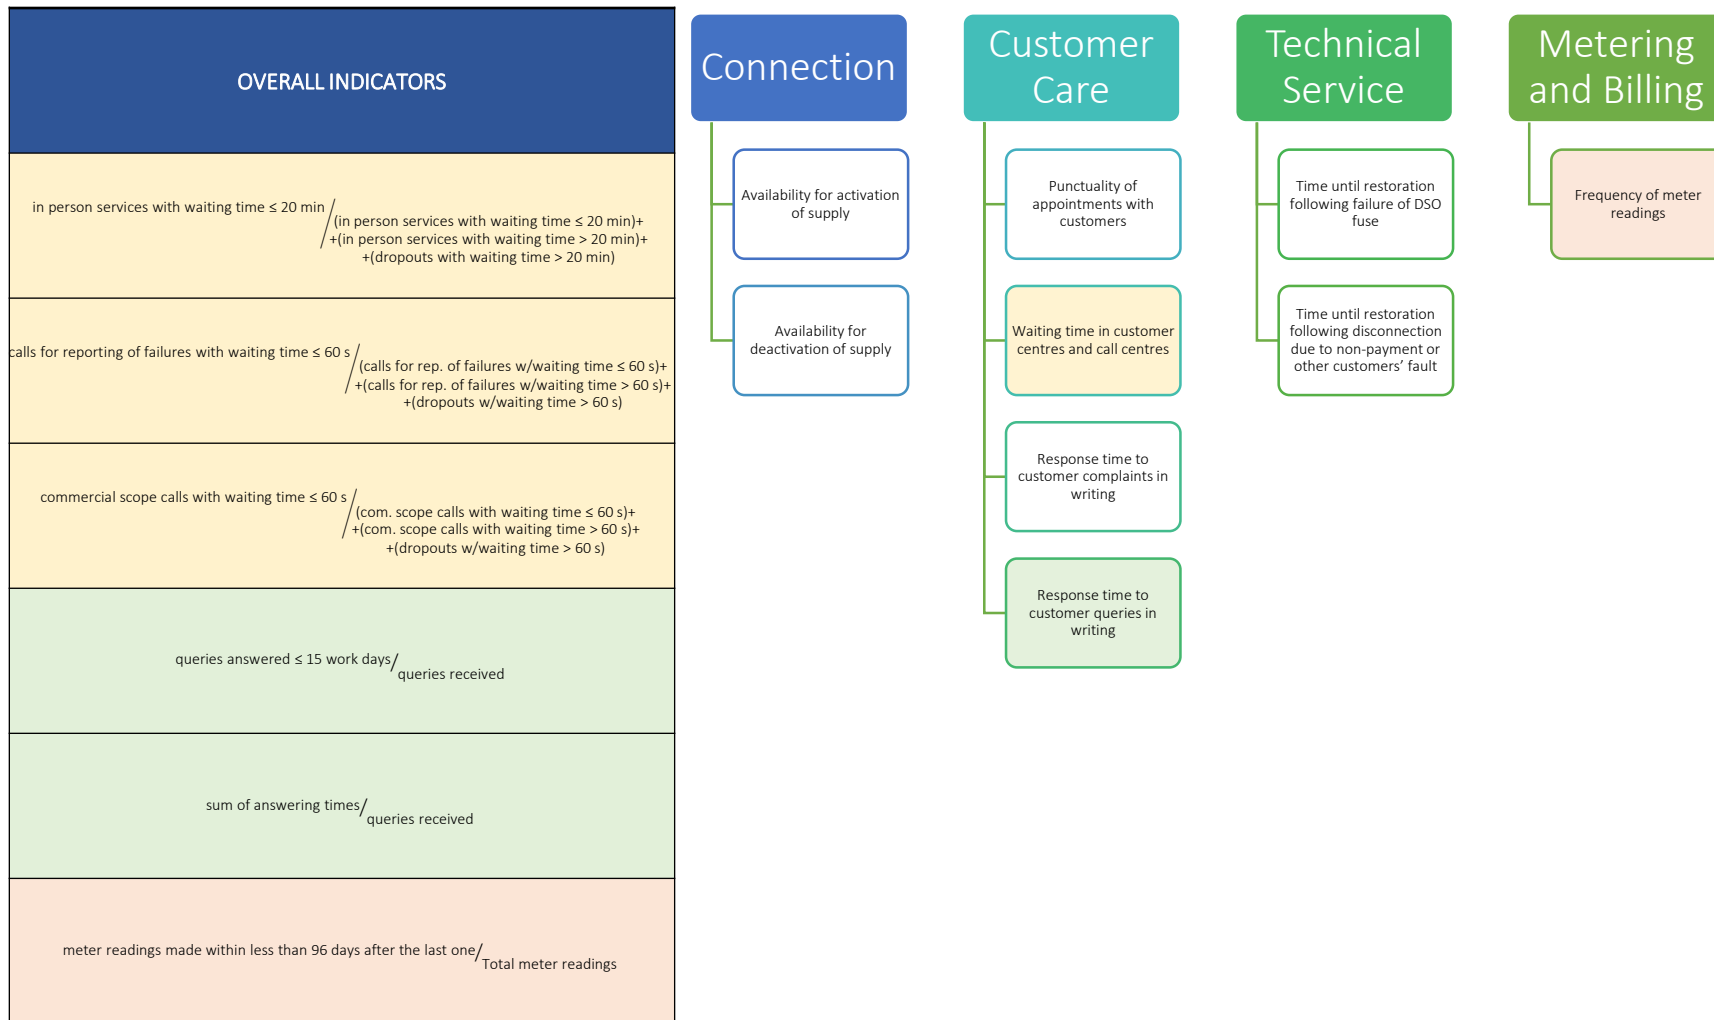 OVERALL INDICATORS
in person services with waiting time ≤ 20 min/
(in person services with waiting time ≤ 20 min)+
+(in person services with waiting time > 20 min)+
+(dropouts with waiting time > 20 min)
calls for reporting of failures with waiting time ≤ 60 s/
(calls for rep. of failures w/waiting time ≤ 60 s)+
+(calls for rep. of failures w/waiting time > 60 s)+
+(dropouts w/waiting time > 60 s)
commercial scope calls with waiting time ≤ 60 s/
(com. scope calls with waiting time ≤ 60 s)+
+(com. scope calls with waiting time > 60 s)+
+(dropouts w/waiting time > 60 s)
queries answered ≤ 15 work days/
queries received
sum of answering times/
queries received
meter readings made within less than 96 days after the last one/
Total meter readings
Connection
Availability for activation
of supply
Availability for
deactivation of supply
Customer
Care
Punctuality of
appointments with
customers
Waiting time in customer
centres and call centres
Response time to
customer complaints in
writing
Response time to
customer queries in
writing
Technical
Service
Time until restoration
following failure of DSO
fuse
Time until restoration
following disconnection
due to non-payment or
other customers’ fault
Metering
and Billing
Frequency of meter
readings